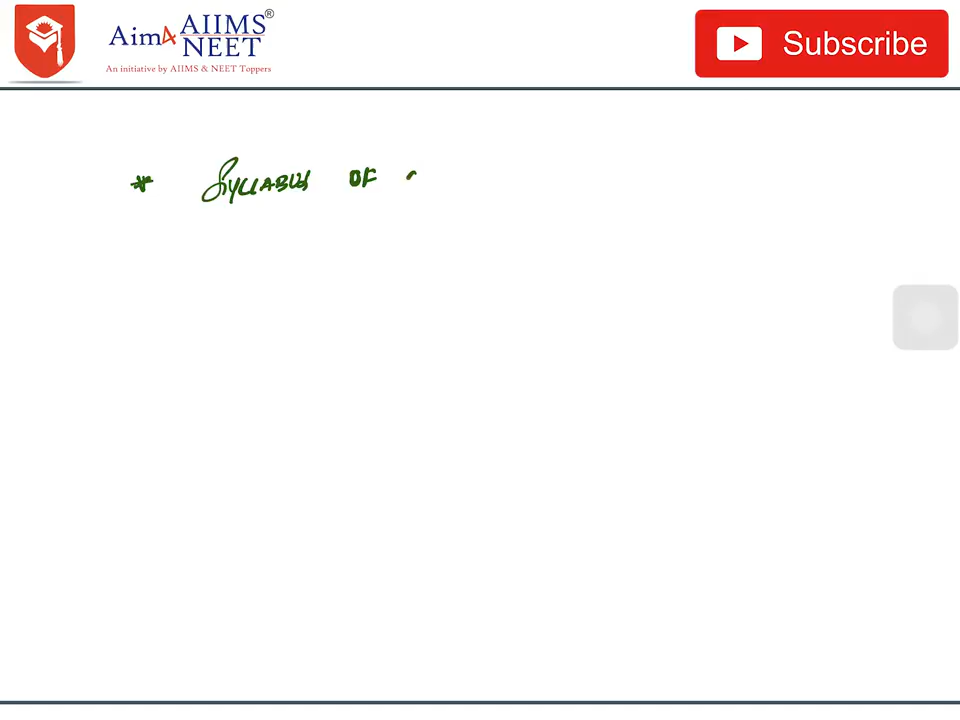 Aim4 AIIMS®
NEET
An initiative by AIIMS & NEET Toppers
Subscribe
* SYLLABUS OF